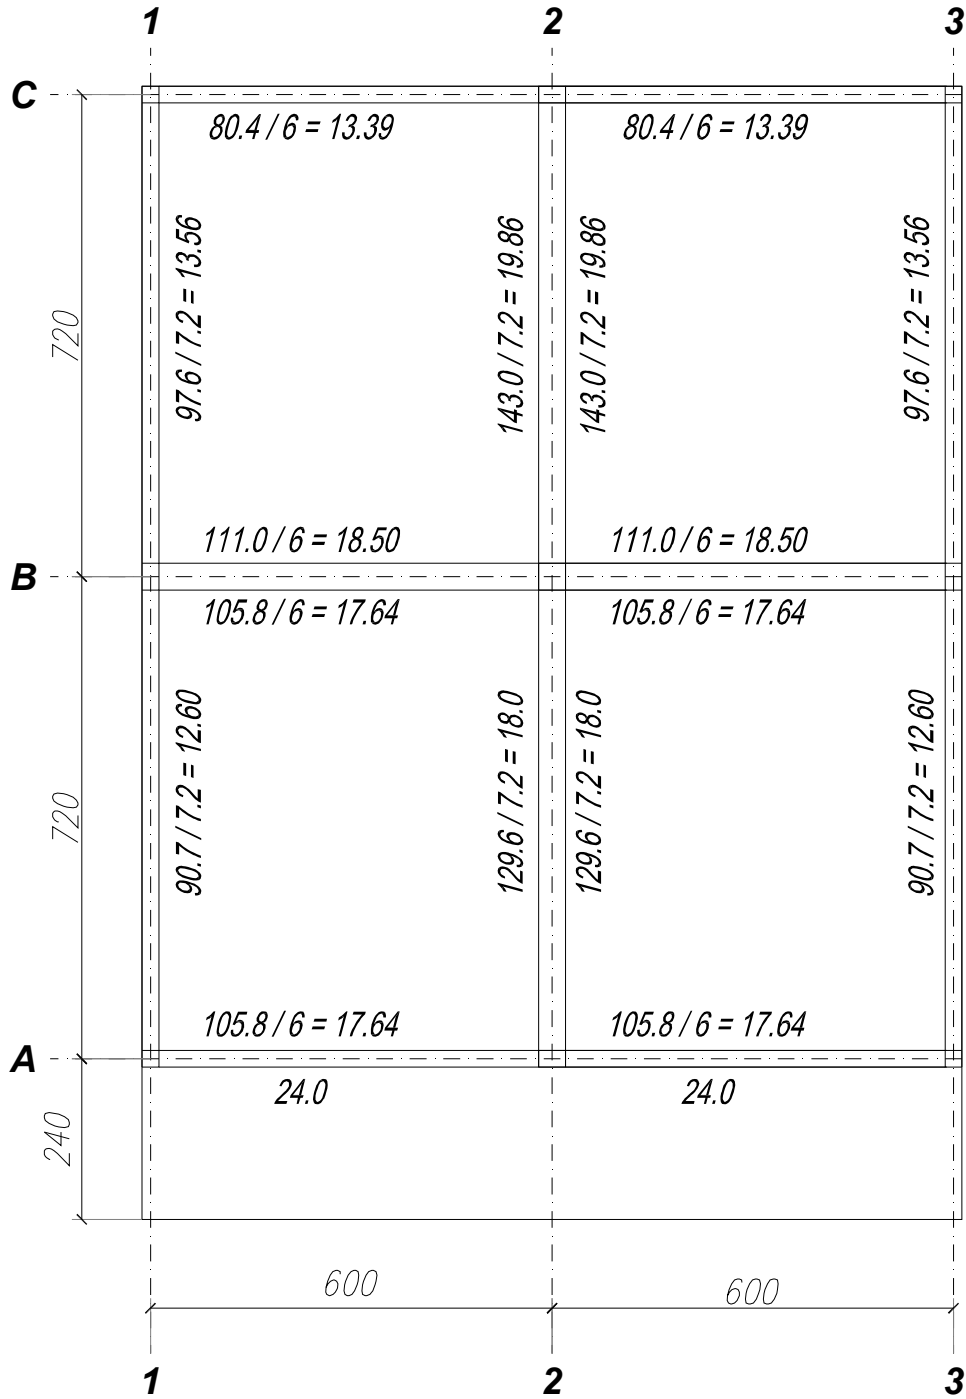 1 2 3
C
80.4 / 6 = 13.39 80.4 / 6 = 13.39
97.6 / 7.2 = 13.56
143.0 / 7.2 = 19.86
143.0 / 7.2 = 19.86
97.6 / 7.2 = 13.56
720
111.0 / 6 = 18.50 111.0 / 6 = 18.50
B
105.8 / 6 = 17.64 105.8 / 6 = 17.64
90.7 / 7.2 = 12.60
129.6 / 7.2 = 18.0
129.6 / 7.2 = 18.0
90.7 / 7.2 = 12.60
720
105.8 / 6 = 17.64 105.8 / 6 = 17.64
A
24.0 24.0
240
600 600
1 2 3